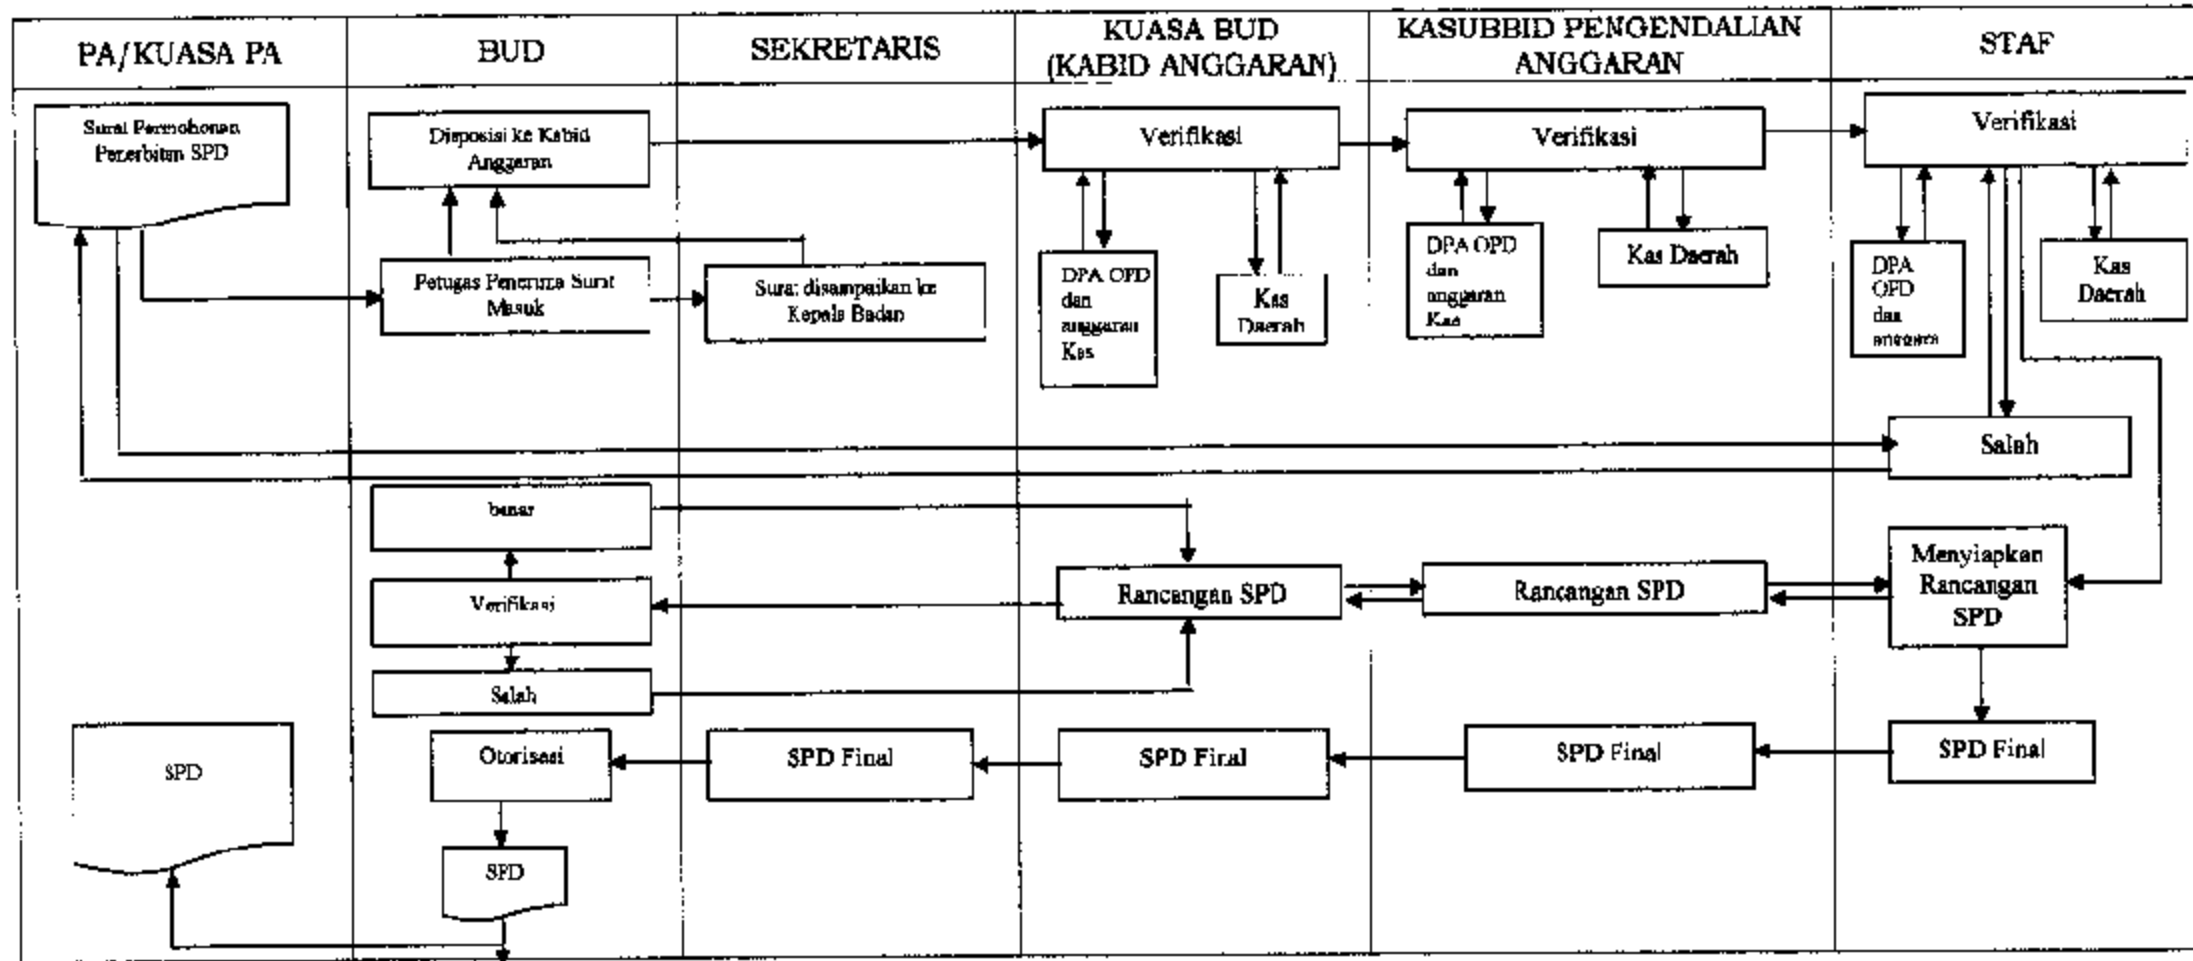 PA/KUASA PA
BUD
SEKRETARIS
KUASA BUD
(KABID ANGGARAN)
KASUBBID PENGENDALIAN
ANGGARAN
STAF
Surat Permohonan
Penerbitan SPD
Disposisi ke Kabid
Anggaran
Verifikasi
Verifikasi
Verifikasi
Petugas Penerima Surat
Masuk
Surat disampaikan ke
Kepala Badan
DPA OPD
dan
anggaran
Kas
Kas
Daerah
DPA OPD
dan
anggaran
Kas
Kas Daerah
DPA
OPD
dan
anggara
Kas
Daerah
Salah
benar
Verifikasi
Salah
Rancangan SPD
Rancangan SPD
Menyiapkan
Rancangan
SPD
SPD
Otorisasi
SPD Final
SPD Final
SPD Final
SPD Final
SPD